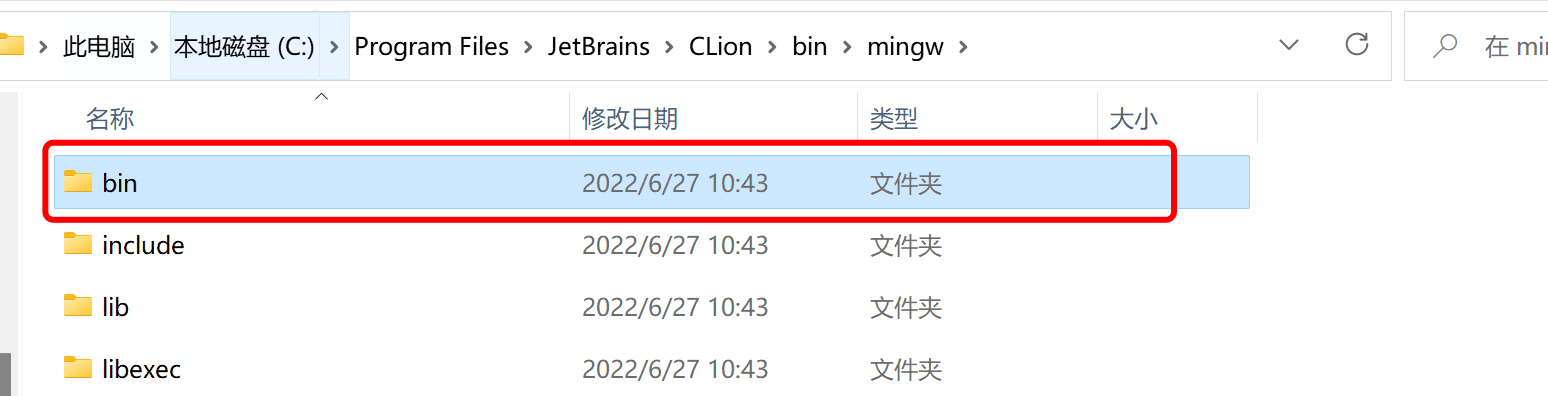 此电脑 > 本地磁盘 (C:) > Program Files > JetBrains > CLion > bin > mingw > 在 min
名称 修改日期 类型 大小
bin 2022/6/27 10:43 文件夹
include 2022/6/27 10:43 文件夹
lib 2022/6/27 10:43 文件夹
libexec 2022/6/27 10:43 文件夹